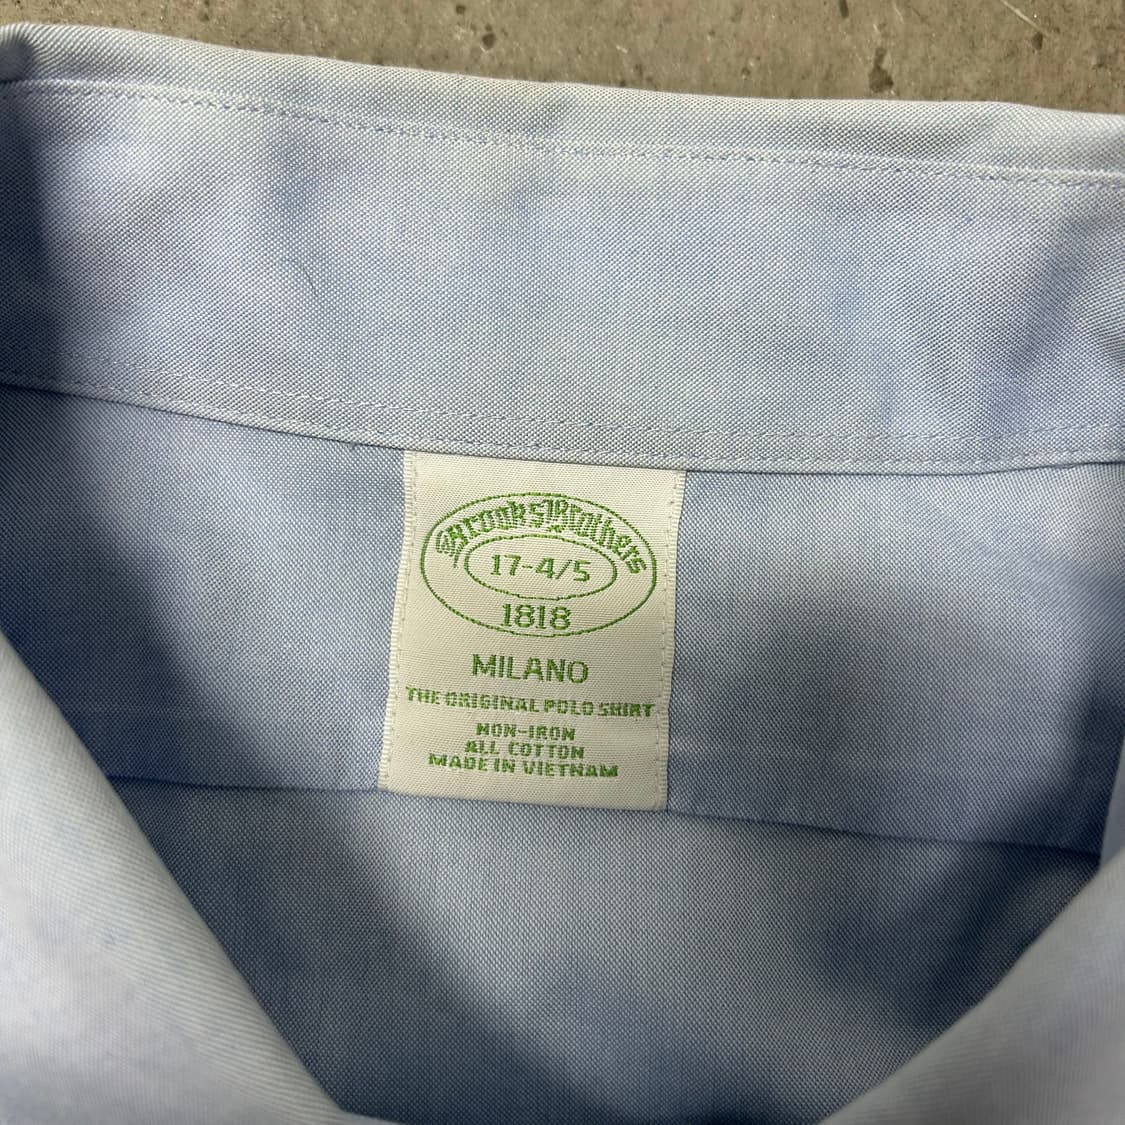 Brooks Brothers
17-4/5
1818
MILANO
THE ORIGINAL POLO SHIRT
NON-IRON
ALL COTTON
MADE IN VIETNAM